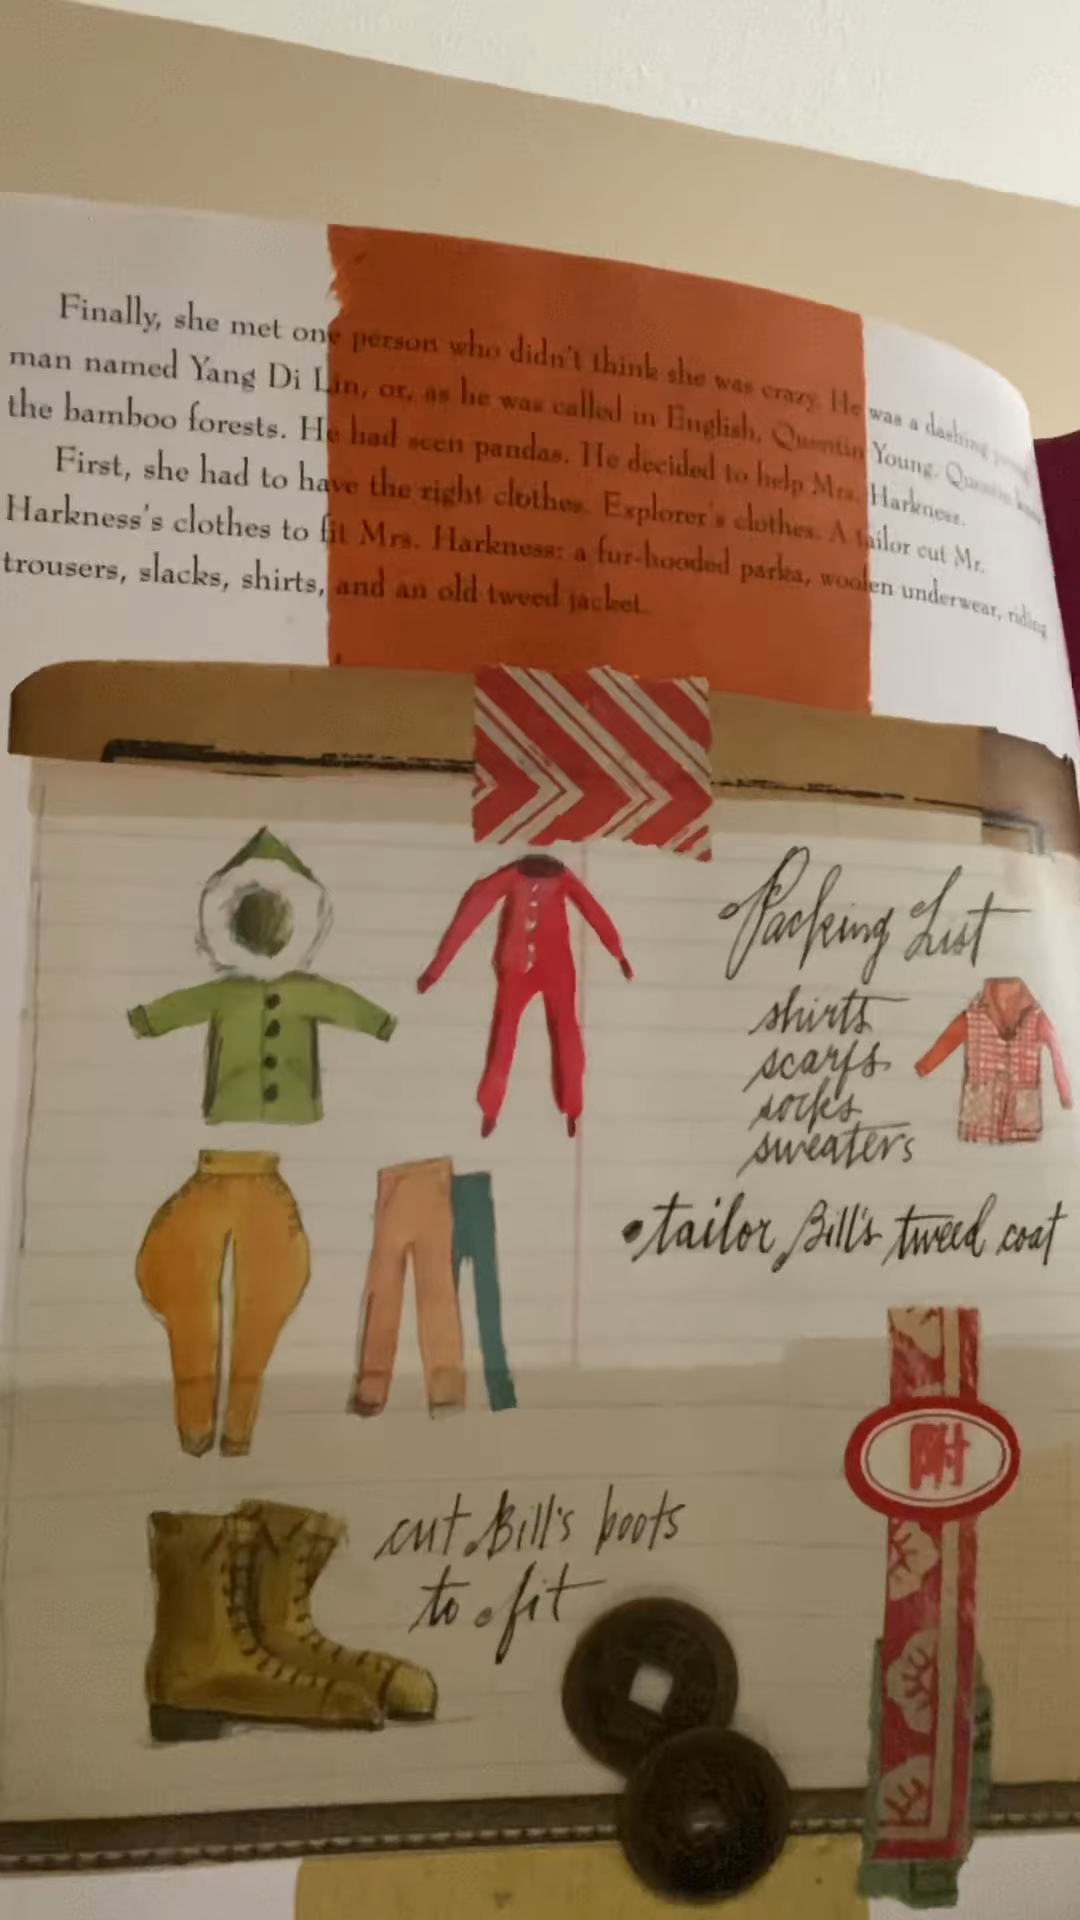 Finally, she met one person who didn't think she was crazy. He was a dashing young
man named Yang Di Lin, or, as he was called in English, Quentin Young. Quentin knew
the bamboo forests. He had seen pandas. He decided to help Mrs. Harkness.
First, she had to have the right clothes. Explorer's clothes. A tailor cut Mr.
Harkness's clothes to fit Mrs. Harkness: a fur-hooded parka, woolen underwear, riding
trousers, slacks, shirts, and an old tweed jacket.
Packing List
shirts
scarfs
socks
sweaters
•tailor Bill's tweed coat
cut Bill's boots
to fit